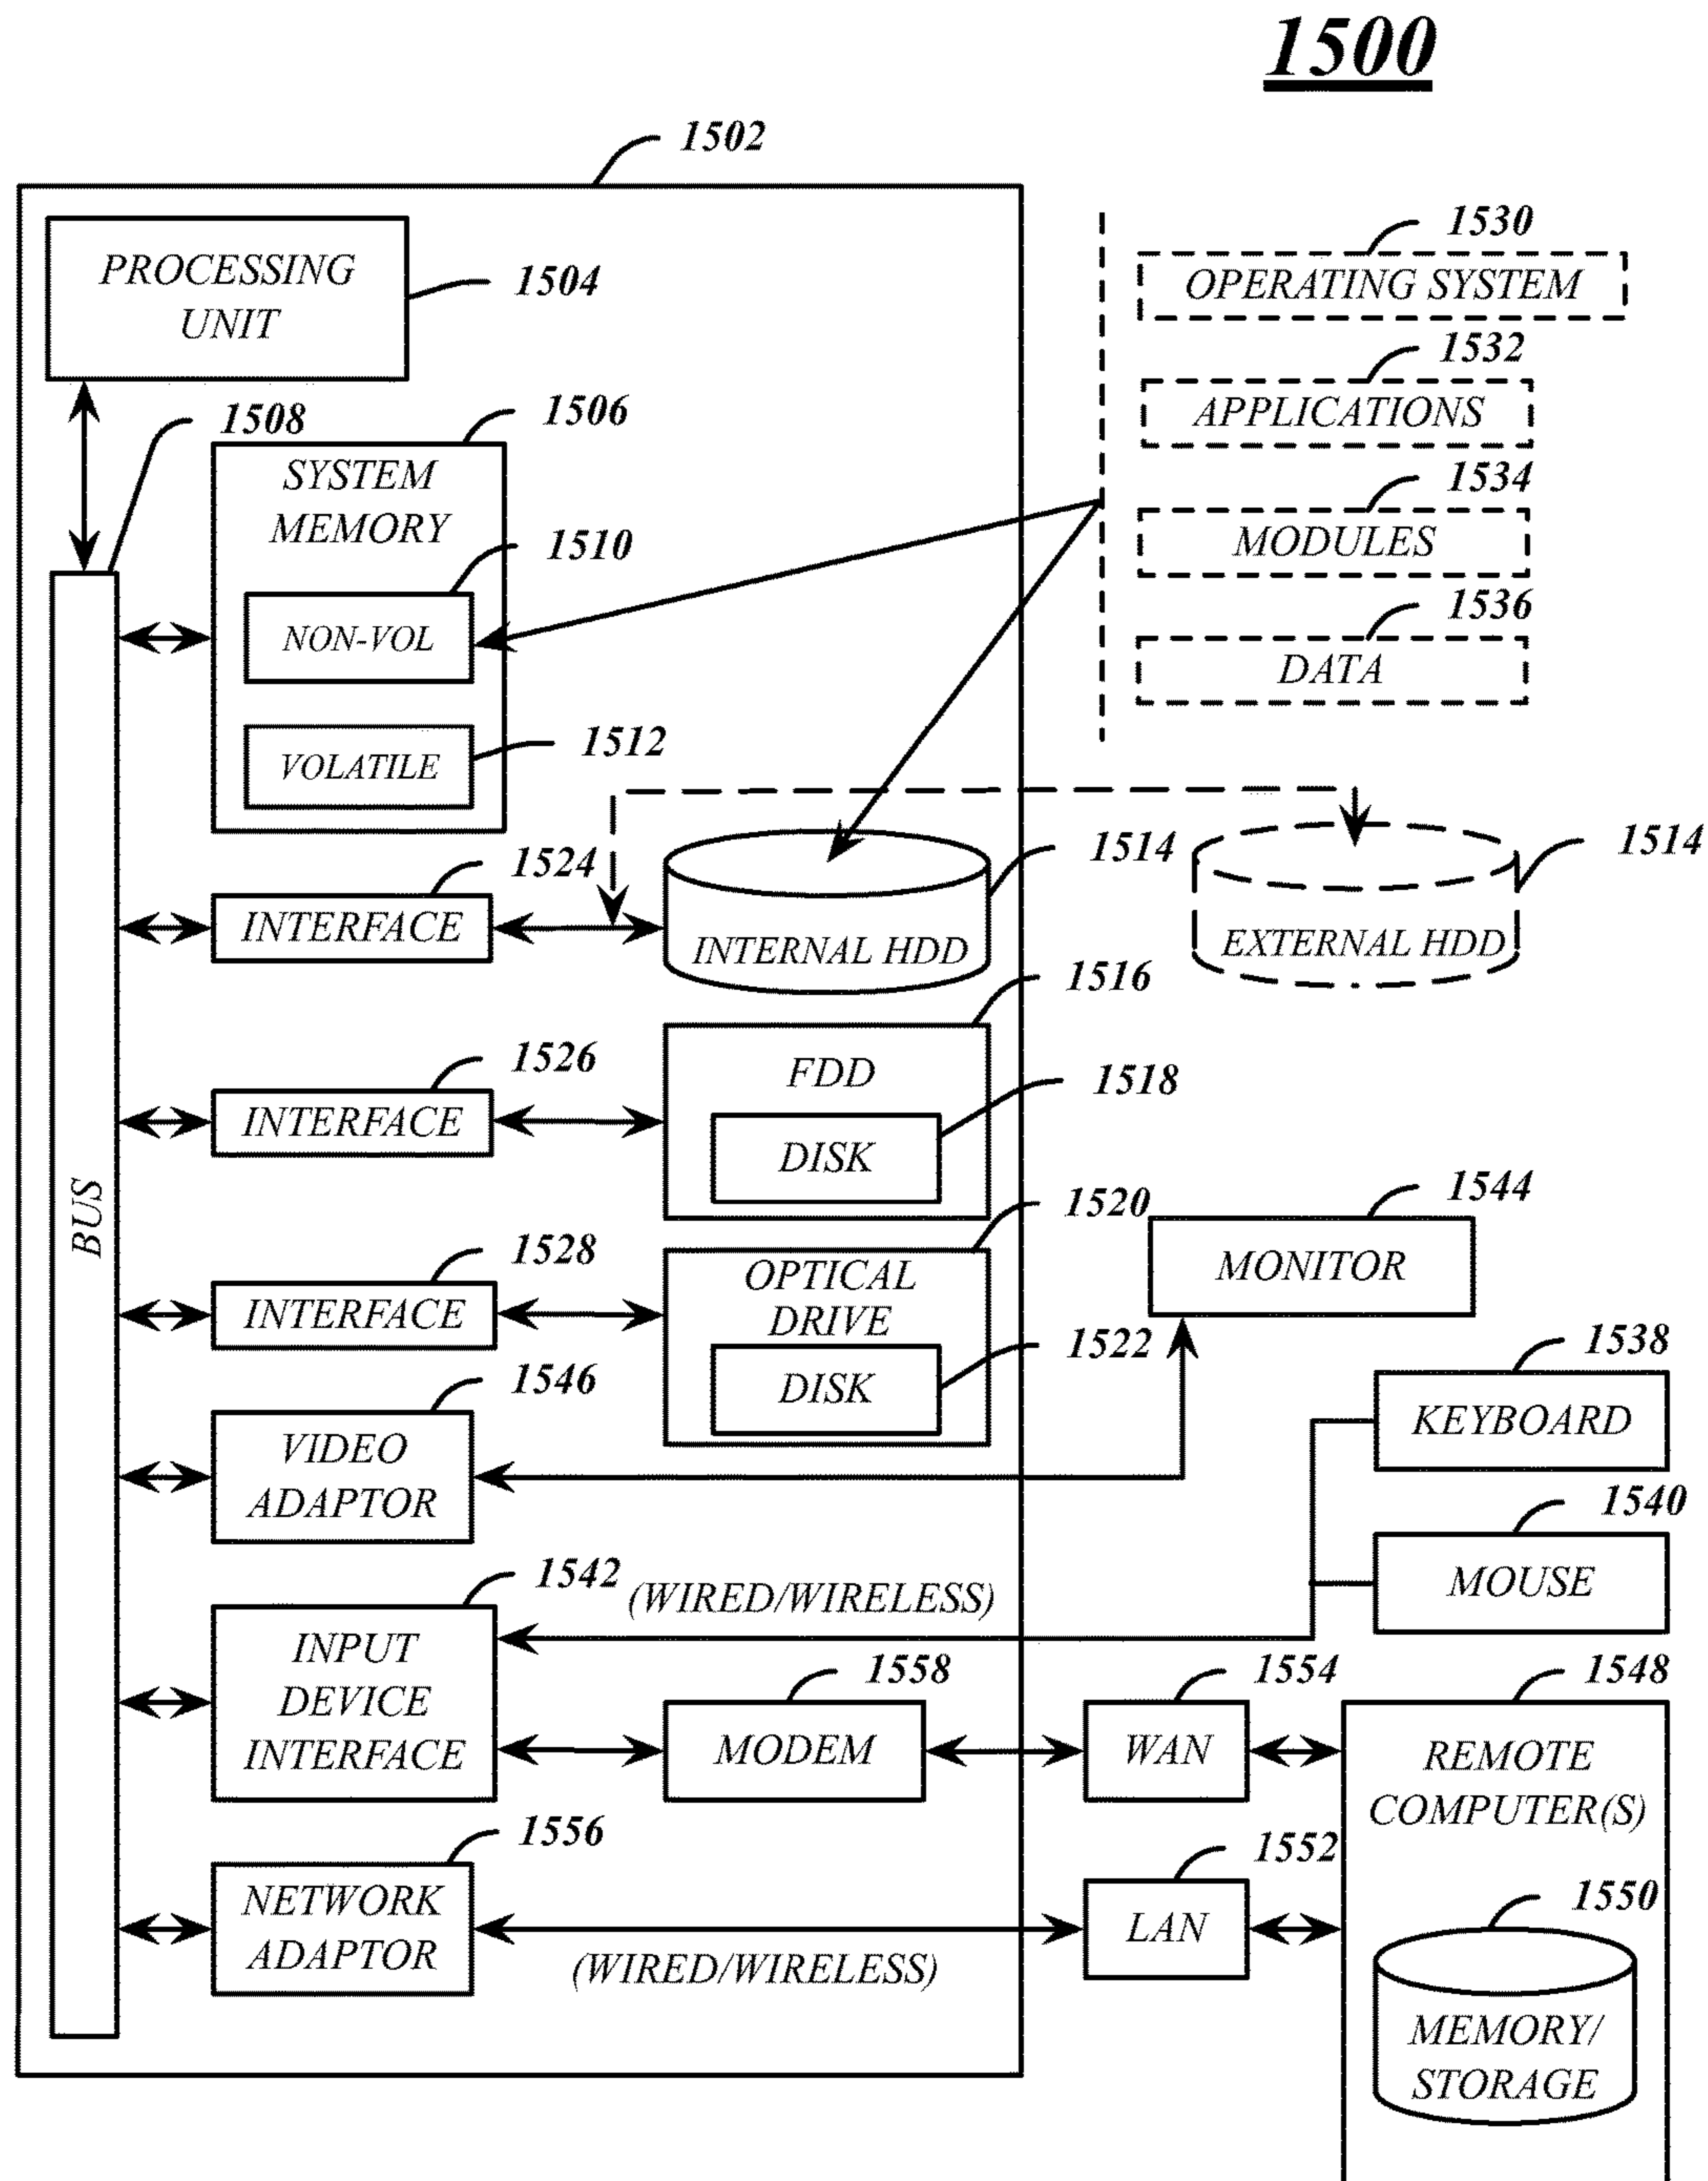 1500
1502
PROCESSING
UNIT
1504
1530
OPERATING SYSTEM
1532
APPLICATIONS
1534
MODULES
1536
DATA
1508
1506
SYSTEM
MEMORY
1510
NON-VOL
1512
VOLATILE
1524
INTERFACE
1514
INTERNAL HDD
1514
EXTERNAL HDD
1516
FDD
1526
INTERFACE
1518
DISK
BUS
1520
OPTICAL
DRIVE
1528
INTERFACE
1522
DISK
1544
MONITOR
1546
VIDEO
ADAPTOR
1538
KEYBOARD
1540
MOUSE
1542
(WIRED/WIRELESS)
INPUT
DEVICE
INTERFACE
1558
MODEM
1554
WAN
1548
REMOTE
COMPUTER(S)
1556
NETWORK
ADAPTOR
(WIRED/WIRELESS)
1552
LAN
1550
MEMORY/
STORAGE